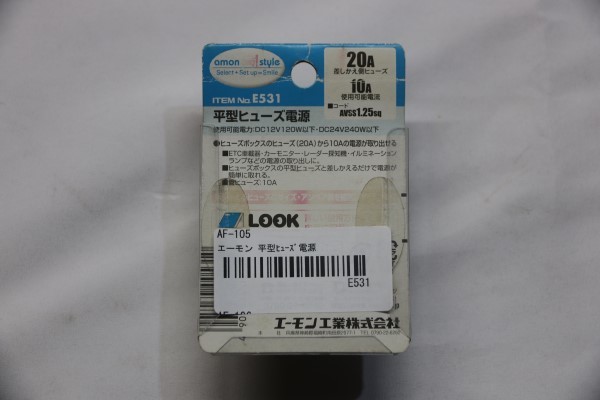 amon style
Select・Set up=Smile
20A
差しかえ側ヒューズ
10A
使用可能電流
ITEM No.E531
■コード
AVSS1.25sq
平型ヒューズ電源
使用可能電力:DC12V120W以下・DC24V240W以下
●ヒューズボックスのヒューズ(20A)から10Aの電源が取り出せる
■ETC車載器・カーモニター・レーダー探知機・イルミネーション
ランプなどの電源の取り出しに。
■ヒューズボックスの平型ヒューズと差しかえるだけで電源が
簡単に取れる。
■ヒューズ:10A
LOOK
AF-105
エーモン 平型ﾋｭｰｽﾞ電源
E531
エーモン工業株式会社